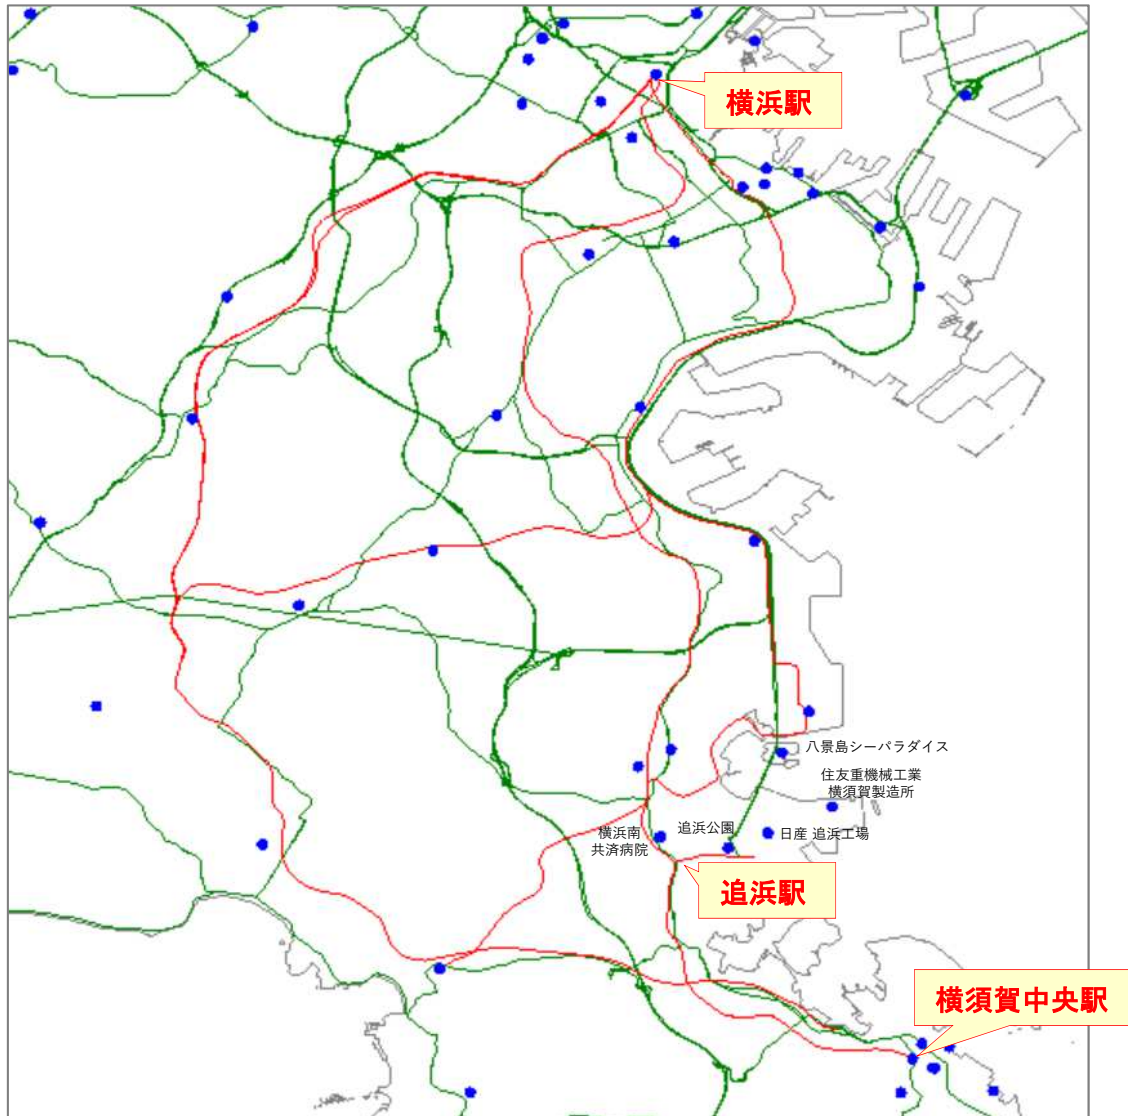 横浜駅
八景島シーパラダイス
住友重機械工業
横須賀製造所
横浜南
共済病院
追浜公園
日産 追浜工場
追浜駅
横須賀中央駅